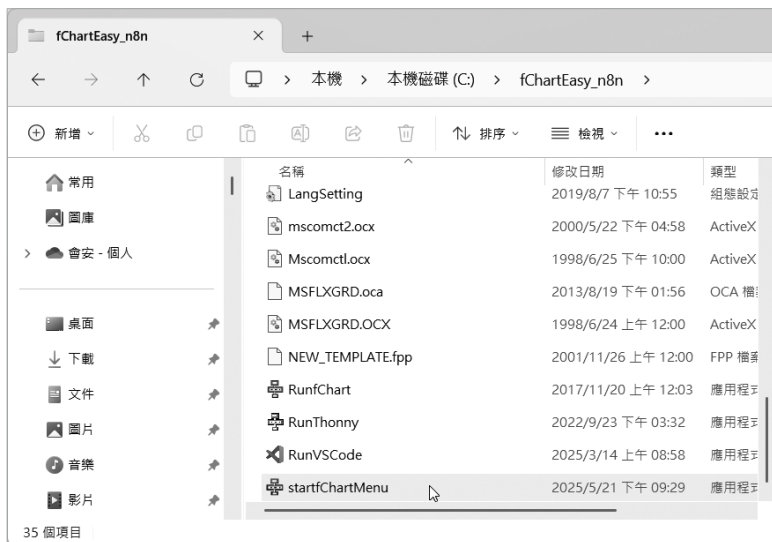 fChartEasy_n8n
本機 > 本機磁碟 (C:) > fChartEasy_n8n >
新增 排序 檢視
常用
圖庫
會安 - 個人
桌面
下載
文件
圖片
音樂
影片
名稱 修改日期 類型
LangSetting 2019/8/7 下午 10:55 組態設定
mscomct2.ocx 2000/5/22 下午 04:58 ActiveX
Mscomctl.ocx 1998/6/25 下午 10:00 ActiveX
MSFLXGRD.oca 2013/8/19 下午 01:56 OCA 檔
MSFLXGRD.OCX 1998/6/24 上午 12:00 ActiveX
NEW_TEMPLATE.fpp 2001/11/26 上午 12:00 FPP 檔案
RunfChart 2017/11/20 上午 12:03 應用程式
RunThonny 2022/9/23 下午 03:32 應用程式
RunVSCode 2025/3/14 上午 08:58 應用程式
startfChartMenu 2025/5/21 下午 09:29 應用程式
35 個項目